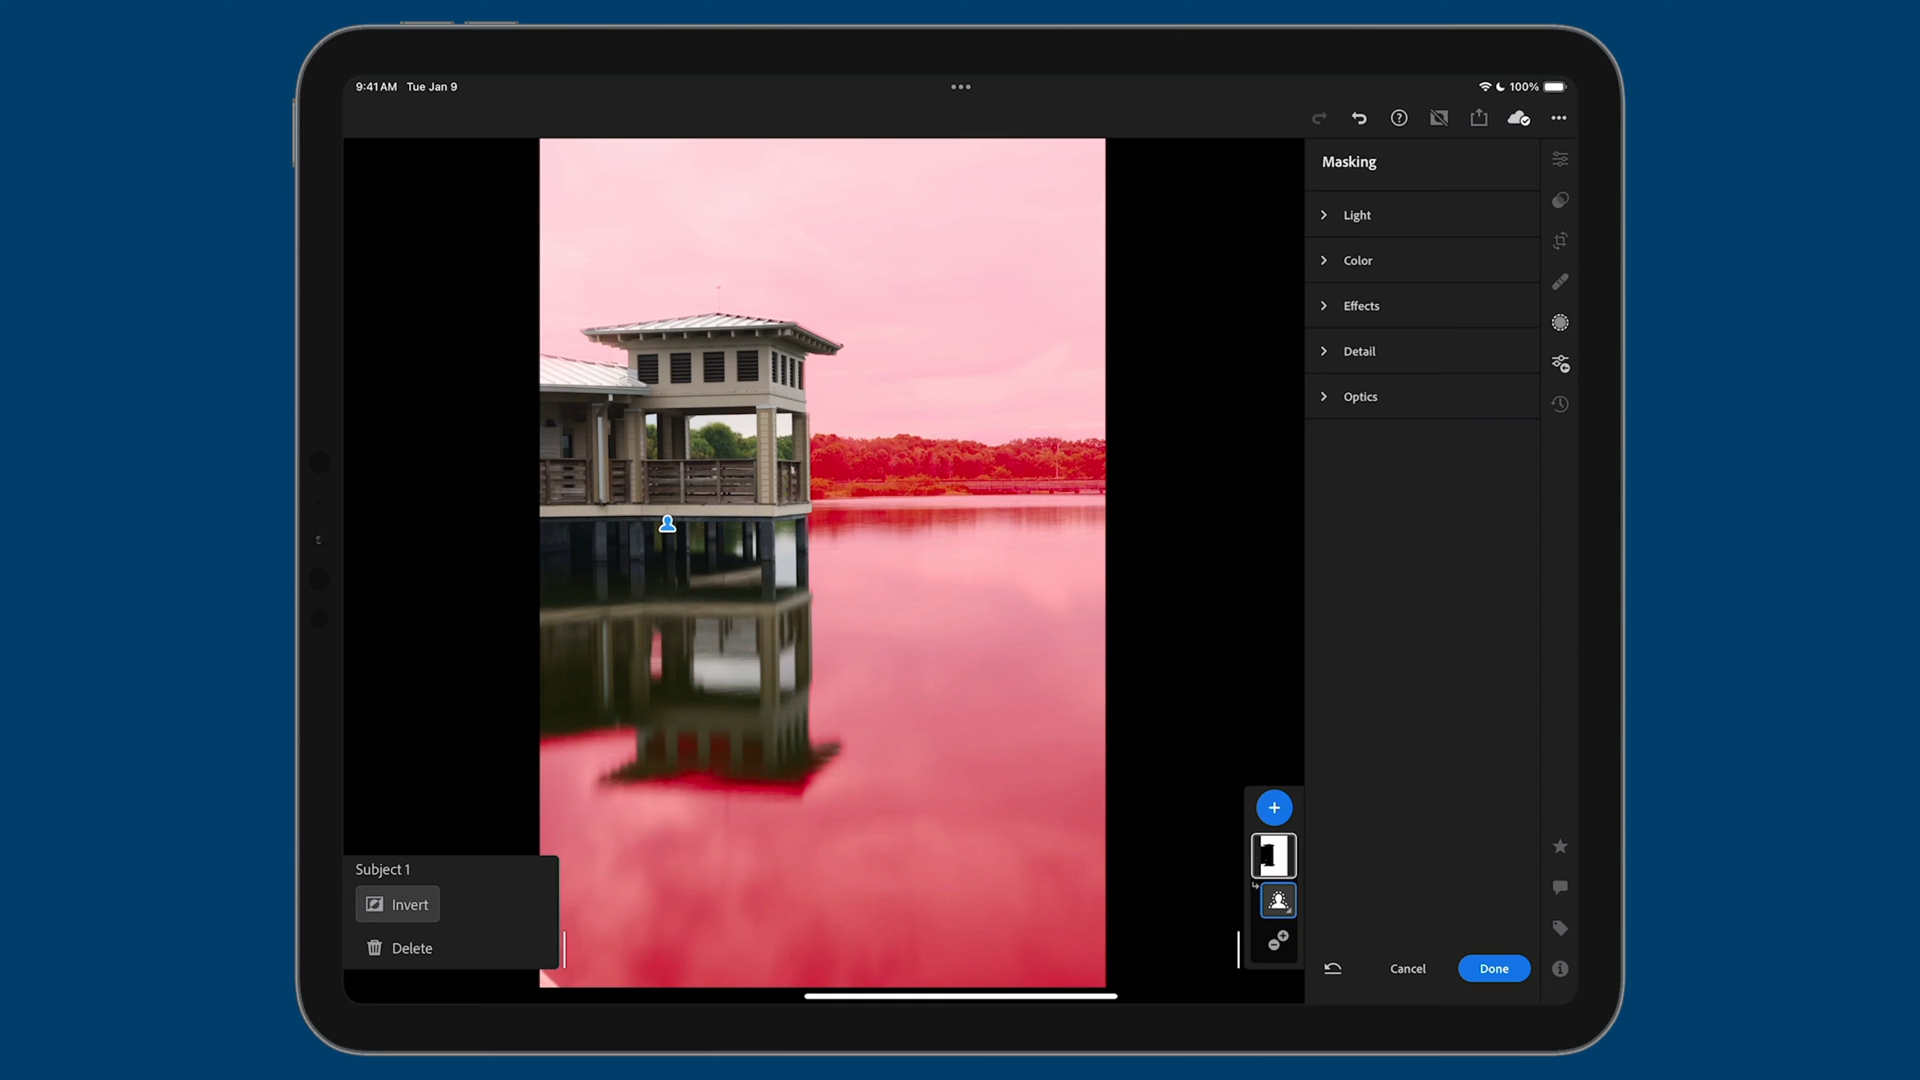 9:41 AM Tue Jan 9
100%
Masking
Light
Color
Effects
Detail
Optics
Subject 1
Invert
Delete
Cancel
Done